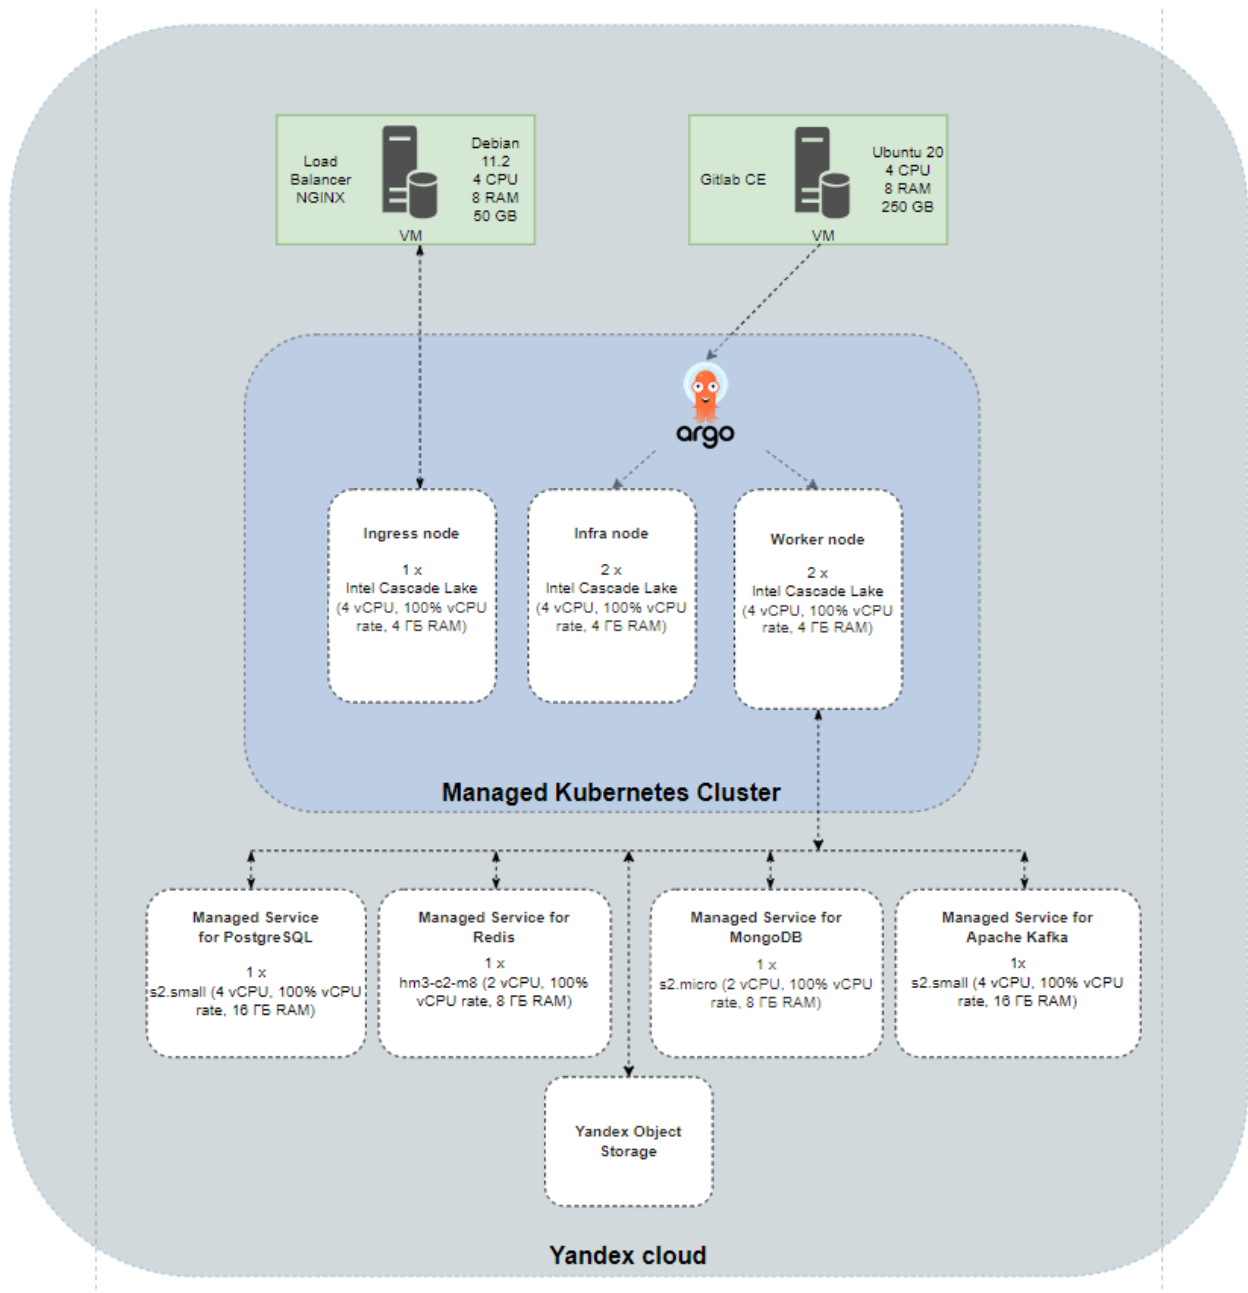 Load
Balancer
NGINX
Debian
11.2
4 CPU
8 RAM
50 GB
VM
Gitlab CE
Ubuntu 20
4 CPU
8 RAM
250 GB
VM
argo
Ingress node
1 x
Intel Cascade Lake
(4 vCPU, 100% vCPU
rate, 4 ГБ RAM)
Infra node
2 x
Intel Cascade Lake
(4 vCPU, 100% vCPU
rate, 4 ГБ RAM)
Worker node
2 x
Intel Cascade Lake
(4 vCPU, 100% vCPU
rate, 4 ГБ RAM)
Managed Kubernetes Cluster
Managed Service
for PostgreSQL
1 x
s2.small (4 vCPU, 100% vCPU
rate, 16 ГБ RAM)
Managed Service for
Redis
1 x
hm3-c2-m8 (2 vCPU, 100%
vCPU rate, 8 ГБ RAM)
Managed Service for
MongoDB
1 x
s2.micro (2 vCPU, 100% vCPU
rate, 8 ГБ RAM)
Managed Service for
Apache Kafka
1x
s2.small (4 vCPU, 100% vCPU
rate, 16 ГБ RAM)
Yandex Object
Storage
Yandex cloud